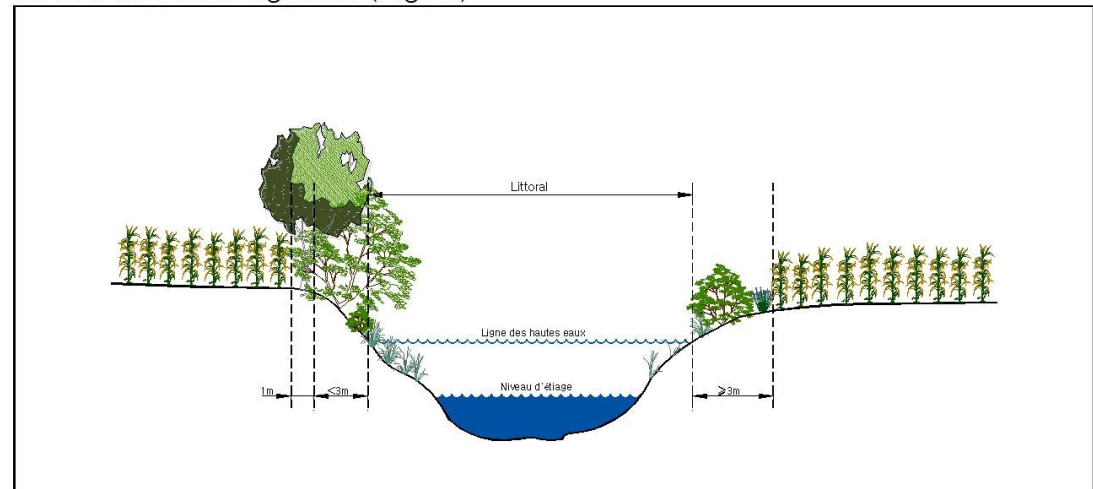 Littoral
Ligne des hautes eaux
Niveau d'étiage
1m
<3m
⩾3m